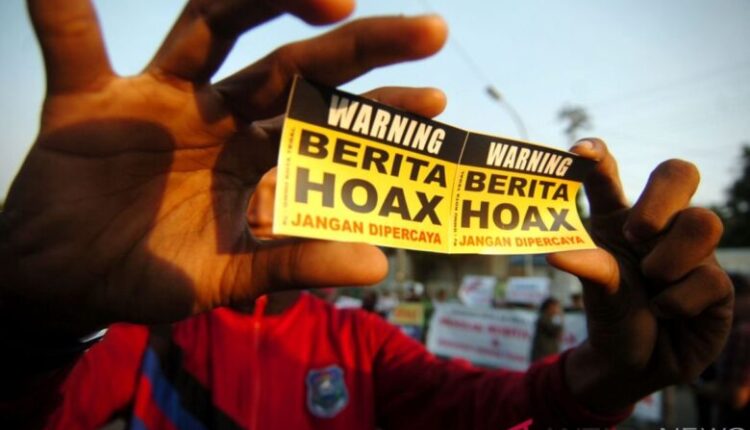 WARNING
BERITA
HOAX
JANGAN DIPERCAYA
WARNING
BERITA
HOAX
JANGAN DIPERCAYA